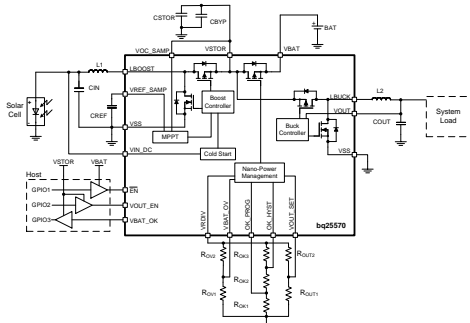 CSTOR
CBYP
BAT
VOC_SAMP
VSTOR
VBAT
L1
LBOOST
CIN
VREF_SAMP
CREF
Solar
Cell
Boost
Controller
VSS
MPPT
VIN_DC
Cold Start
LBUCK
L2
VOUT
COUT
System
Load
Buck
Controller
VSS
Nano-Power
Management
VSTOR
VBAT
Host
GPIO1
EN
GPIO2
VOUT_EN
GPIO3
VBAT_OK
VRDIV
VBAT_OV
OK_PROG
OK_HYST
VOUT_SET
bq25570
ROV2
ROK3
ROUT2
ROK2
ROV1
ROK1
ROUT1